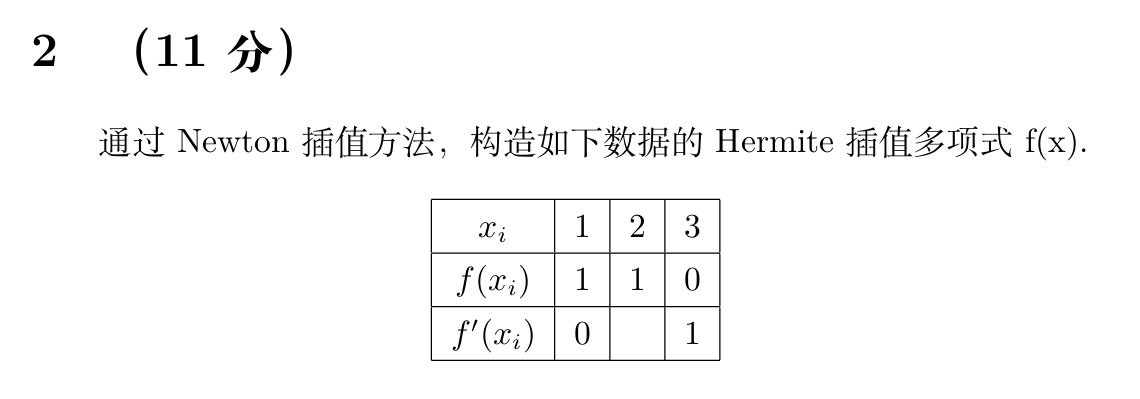 2 (11 分)
通过 Newton 插值方法，构造如下数据的 Hermite 插值多项式 f(x).
x_i 1 2 3
f(x_i) 1 1 0
f′(x_i) 0 1